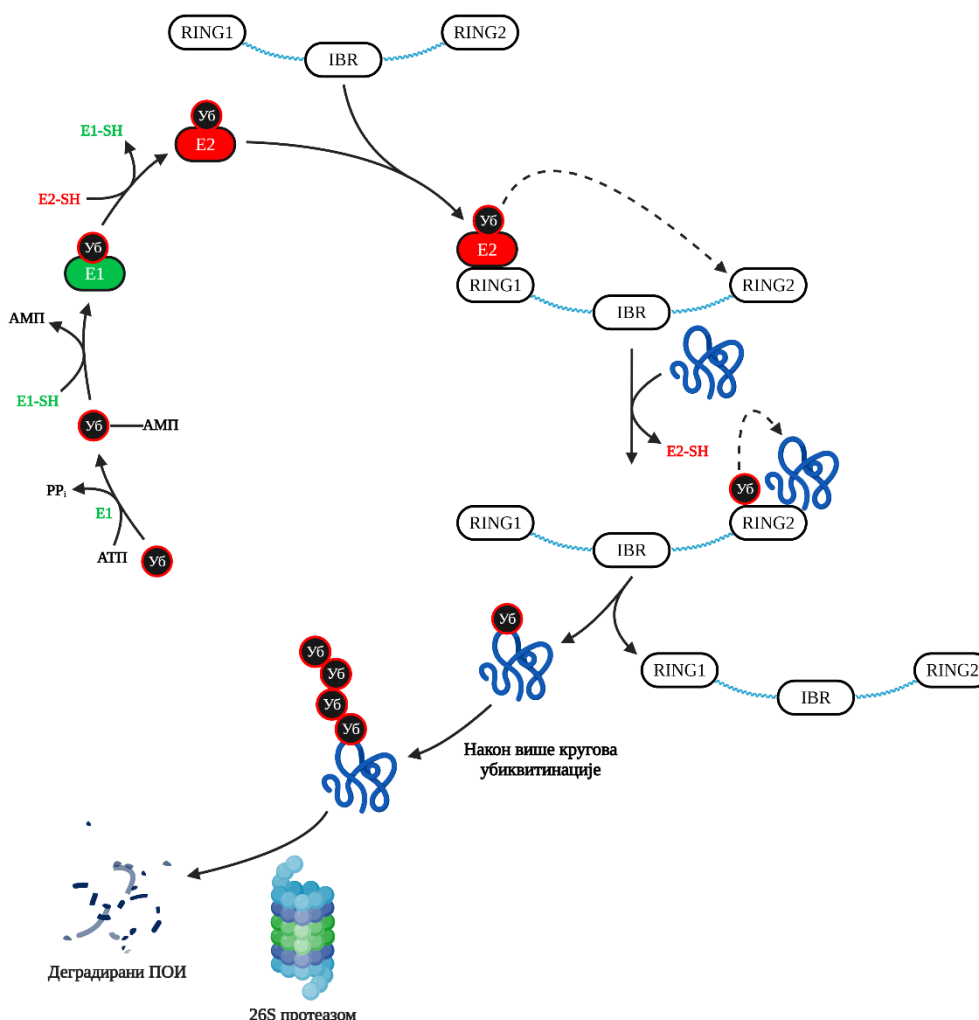 RING1
RING2
IBR
Уб
E1-SH
E2
E2-SH
Уб
Уб
E2
E1
RING1
RING2
IBR
АМП
E1-SH
Уб
АМП
E2-SH
PPi
Уб
E1
RING1
RING2
АТП
Уб
IBR
Уб
Уб
Уб
RING1
RING2
Уб
IBR
Уб
Након више кругова
убиквитинације
Деградирани ПОИ
26S протеазом